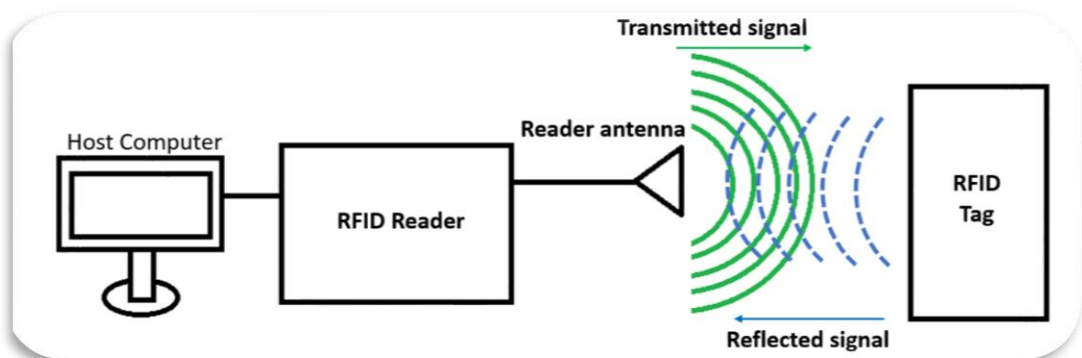 Transmitted signal
Host Computer
Reader antenna
RFID Reader
RFID
Tag
Reflected signal